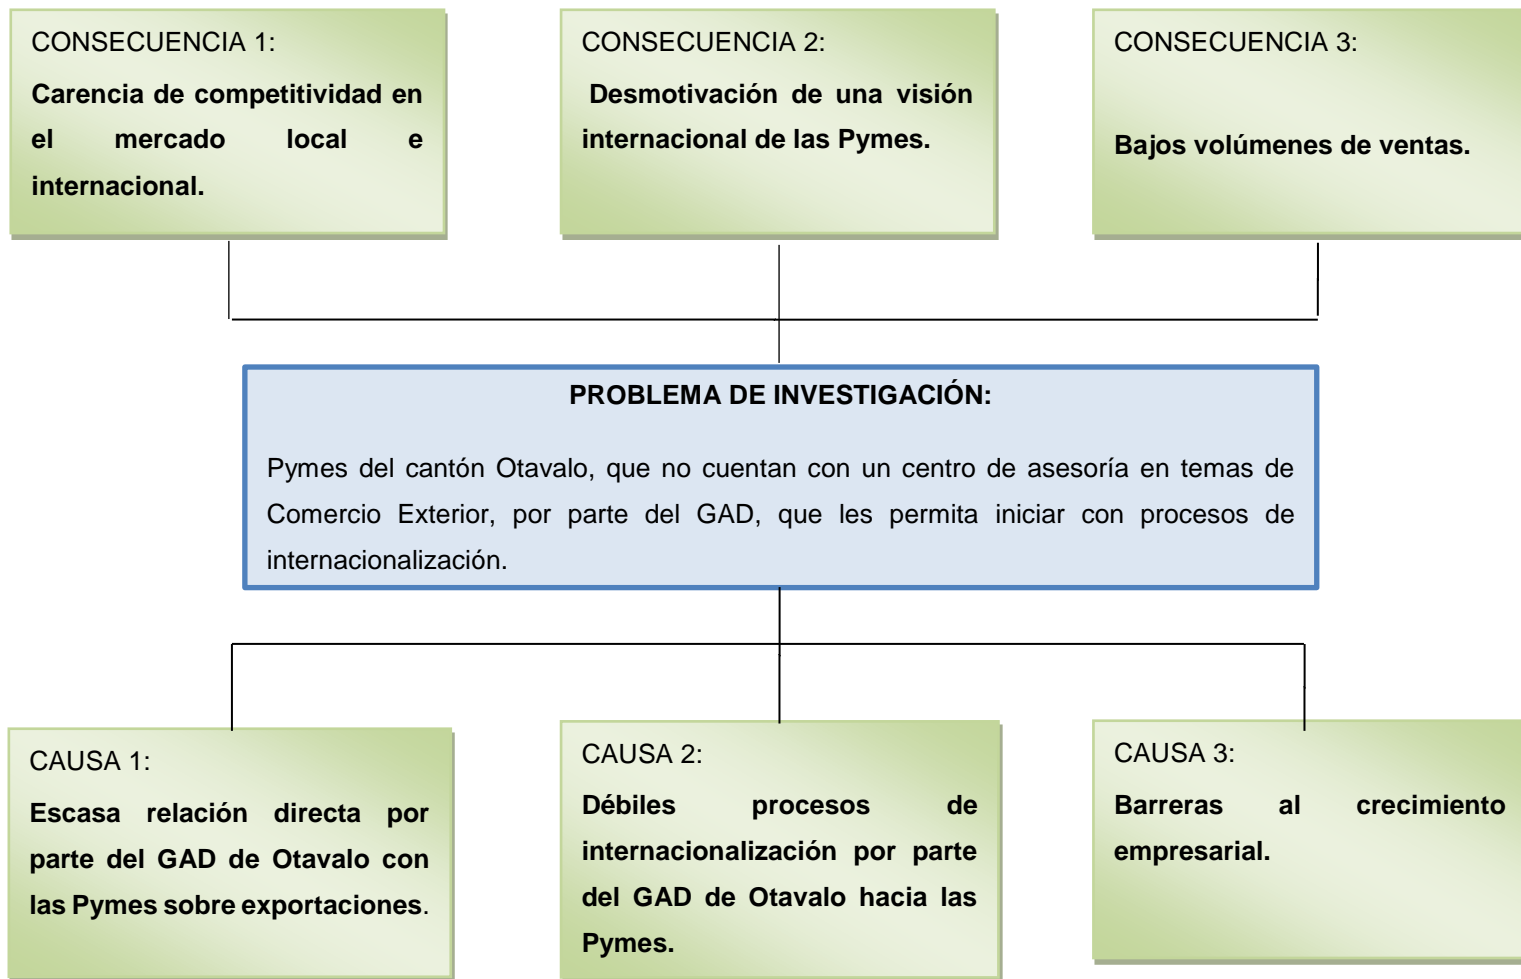 CONSECUENCIA 1:
Carencia de competitividad en
el mercado local e
internacional.
CONSECUENCIA 2:
Desmotivación de una visión
internacional de las Pymes.
CONSECUENCIA 3:
Bajos volúmenes de ventas.
PROBLEMA DE INVESTIGACIÓN:
Pymes del cantón Otavalo, que no cuentan con un centro de asesoría en temas de
Comercio Exterior, por parte del GAD, que les permita iniciar con procesos de
internacionalización.
CAUSA 1:
Escasa relación directa por
parte del GAD de Otavalo con
las Pymes sobre exportaciones.
CAUSA 2:
Débiles procesos de
internacionalización por parte
del GAD de Otavalo hacia las
Pymes.
CAUSA 3:
Barreras al crecimiento
empresarial.